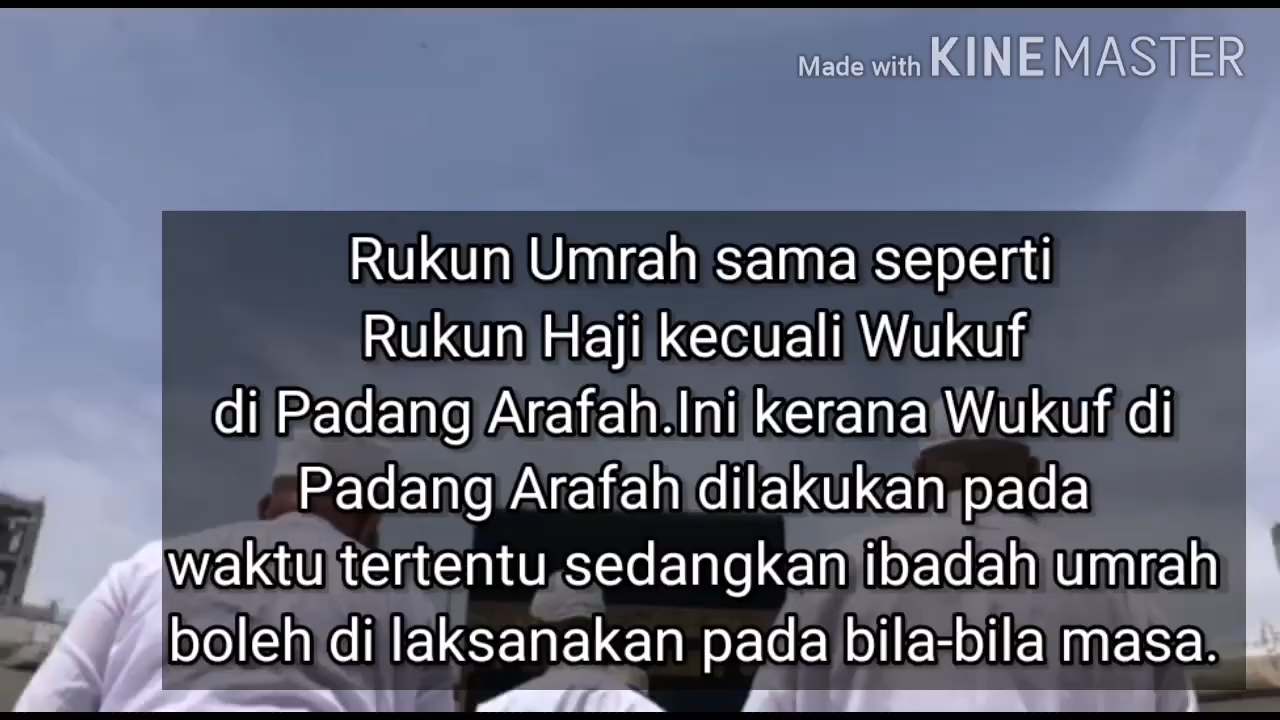 Made with KINEMASTER
Rukun Umrah sama seperti
Rukun Haji kecuali Wukuf
di Padang Arafah.Ini kerana Wukuf di
Padang Arafah dilakukan pada
waktu tertentu sedangkan ibadah umrah
boleh di laksanakan pada bila-bila masa.